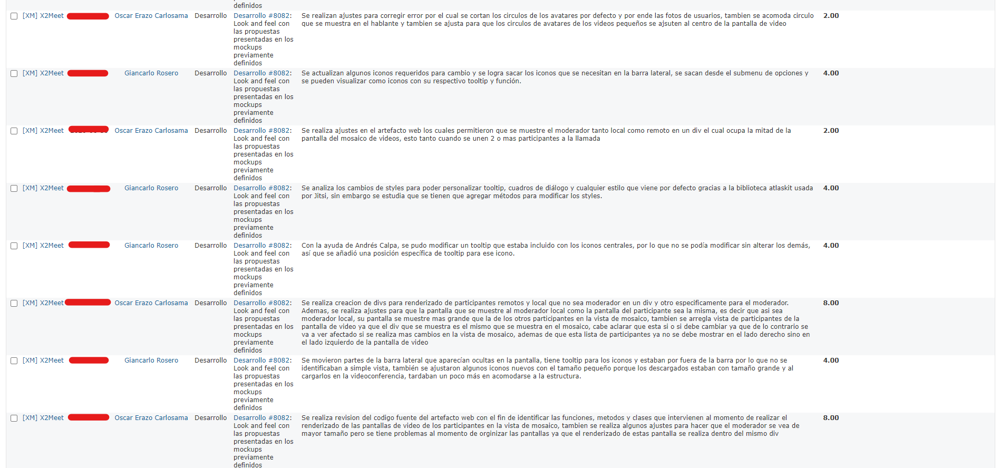 definidos
[XM] X2Meet Oscar Erazo Carlosama Desarrollo Desarrollo #8082: Se realizan ajustes para corregir error por el cual se cortan los circulos de los avatares por defecto y por ende las fotos de usuarios, tambien se acomoda circulo 2.00
Look and feel con que se muestra en el hablante y tambien se ajusta para que los circulos de avatares de los videos pequeños se ajsuten al centro de la pantalla de video
las propuestas
presentadas en los
mockups
previamente
definidos
[XM] X2Meet Giancarlo Rosero Desarrollo Desarrollo #8082: Se actualizan algunos iconos requeridos para cambio y se logra sacar los iconos que se necesitan en la barra lateral, se sacan desde el submenu de opciones y 4.00
Look and feel con se pueden visualizar como iconos con su respectivo tooltip y función.
las propuestas
presentadas en los
mockups
previamente
definidos
[XM] X2Meet Oscar Erazo Carlosama Desarrollo Desarrollo #8082: Se realiza ajustes en el artefacto web los cuales permitieron que se muestre el moderador tanto local como remoto en un div el cual ocupa la mitad de la 2.00
Look and feel con pantalla del mosaico de videos, esto tanto cuando se unen 2 o mas participantes a la llamada
las propuestas
presentadas en los
mockups
previamente
definidos
[XM] X2Meet Giancarlo Rosero Desarrollo Desarrollo #8082: Se analiza los cambios de styles para poder personalizar tooltip, cuadros de diálogo y cualquier estilo que viene por defecto gracias a la biblioteca atlaskit usada 4.00
Look and feel con por Jitsi, sin embargo se estudia que se tienen que agregar métodos para modificar los styles.
las propuestas
presentadas en los
mockups
previamente
definidos
[XM] X2Meet Giancarlo Rosero Desarrollo Desarrollo #8082: Con la ayuda de Andrés Calpa, se pudo modificar un tooltip que estaba incluido con los iconos centrales, por lo que no se podía modificar sin alterar los demás, 4.00
Look and feel con así que se añadió una posición específica de tooltip para ese icono.
las propuestas
presentadas en los
mockups
previamente
definidos
[XM] X2Meet Oscar Erazo Carlosama Desarrollo Desarrollo #8082: Se realiza creacion de divs para renderizado de participantes remotos y local que no sea moderador en un div y otro especificamente para el moderador. 8.00
Look and feel con Ademas, se realiza ajustes para que la pantalla que se muestre al moderador local como la pantalla del participante sea la misma, es decir que asi sea
las propuestas moderador local, su pantalla se muestre mas grande que la de los otros participantes en la vista de mosaico, tambien se arregla vista de participantes de la
presentadas en los pantalla de video ya que el div que se muestra es el mismo que se muestra en el mosaico, cabe aclarar que esta si o si debe cambiar ya que de lo contrario se
mockups va a ver afectado si se realiza mas cambios en la vista de mosaico, ademas de que esta lista de participantes ya no se debe mostrar en el lado derecho sino en
previamente el lado izquierdo de la pantalla de video
definidos
[XM] X2Meet Giancarlo Rosero Desarrollo Desarrollo #8082: Se movieron partes de la barra lateral que aparecían ocultas en la pantalla, tiene tooltip para los iconos y estaban por fuera de la barra por lo que no se 4.00
Look and feel con identificaban a simple vista, también se ajustaron algunos iconos nuevos con el tamaño pequeño porque los descargados estaban con tamaño grande y al
las propuestas cargarlos en la videoconferencia, tardaban un poco más en acomodarse a la estructura.
presentadas en los
mockups
previamente
definidos
[XM] X2Meet Oscar Erazo Carlosama Desarrollo Desarrollo #8082: Se realiza revision del codigo fuente del artefacto web con el fin de identificar las funciones, metodos y clases que intervienen al momento de realizar el 8.00
Look and feel con renderizado de las pantallas de video de los participantes en la vista de mosaico, tambien se realiza algunos ajustes para hacer que el moderador se vea de
las propuestas mayor tamaño pero se tiene problemas al momento de orginizar las pantallas ya que el renderizado de estas pantalla se realiza dentro del mismo div
presentadas en los
mockups
previamente
definidos